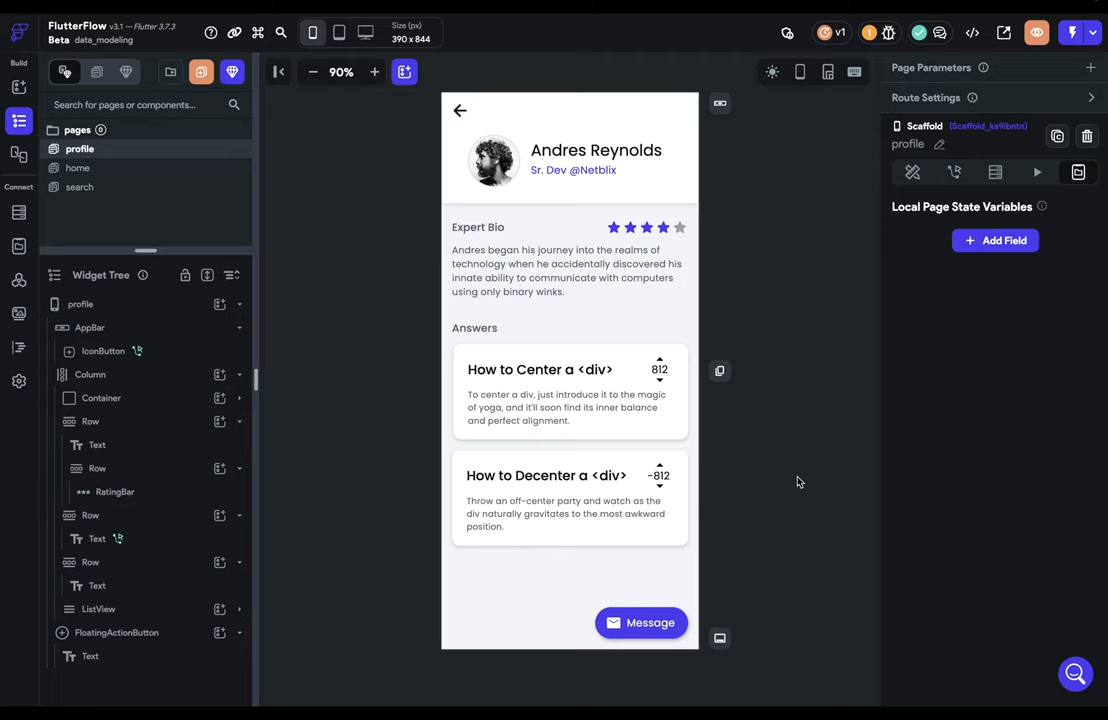 FlutterFlow v3.1 – Flutter 3.7.3
Beta data_modeling
Size (px)
390 x 844
v1
1
Build
Connect
90%
Search for pages or components...
pages 0
profile
home
search
Widget Tree
profile
AppBar
IconButton
Column
Container
Row
Text
Row
RatingBar
Row
Text
Row
Text
ListView
FloatingActionButton
Text
Andres Reynolds
Sr. Dev @Netblix
Expert Bio
Andres began his journey into the realms of
technology when he accidentally discovered his
innate ability to communicate with computers
using only binary winks.
Answers
How to Center a <div>
812
To center a div, just introduce it to the magic
of yoga, and it'll soon find its inner balance
and perfect alignment.
How to Decenter a <div>
-812
Throw an off-center party and watch as the
div naturally gravitates to the most awkward
position.
Message
Page Parameters
Route Settings
Scaffold (Scaffold_ka9ibntn)
profile
Local Page State Variables
Add Field